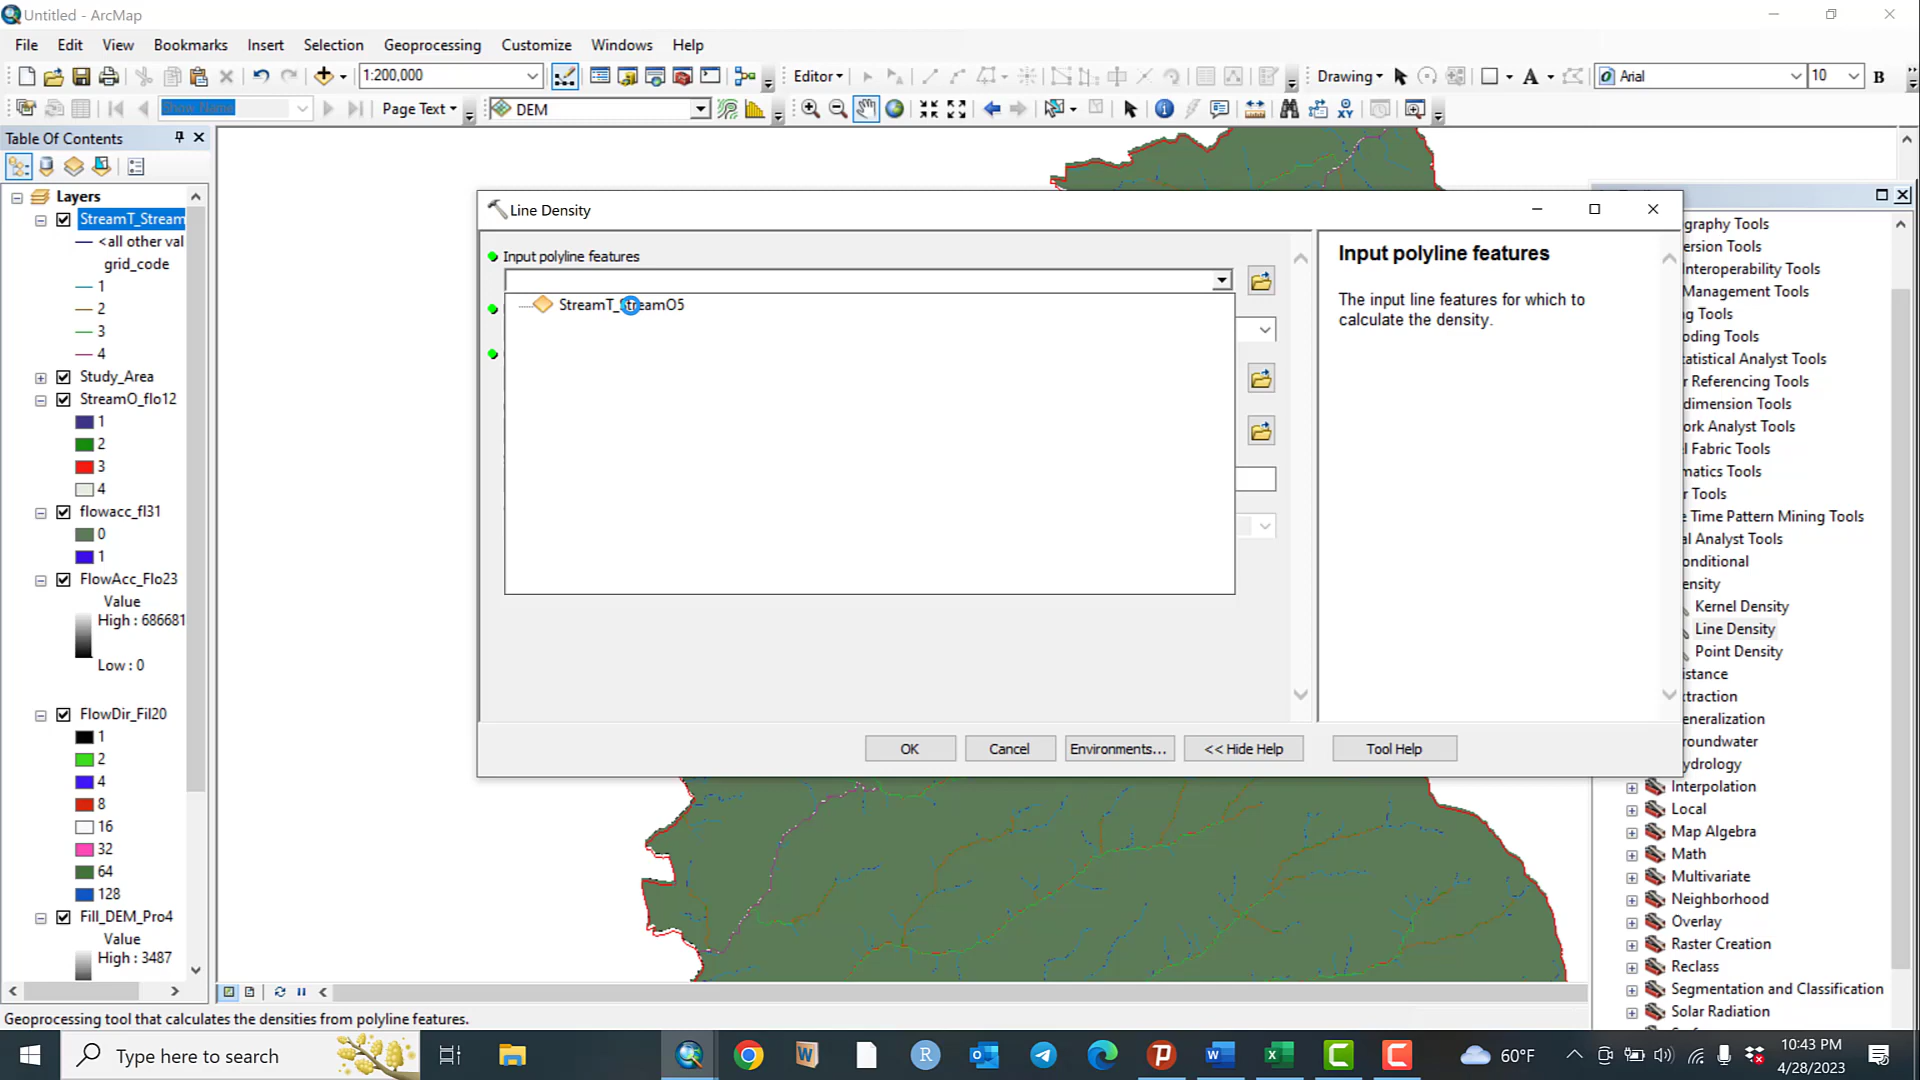 Untitled - ArcMap
File Edit View Bookmarks Insert Selection Geoprocessing Customize Windows Help
1:200,000 Editor Drawing A Arial 10 B
Show Name Page Text DEM
Table Of Contents
Layers
StreamT_Stream
<all other val
grid_code
1
2
3
4
Study_Area
StreamO_flo12
1
2
3
4
flowacc_fl31
0
1
FlowAcc_Flo23
Value
High : 686681
Low : 0
FlowDir_Fil20
1
2
4
8
16
32
64
128
Fill_DEM_Pro4
Value
High : 3487
Line Density
Input polyline features
StreamT_StreamO5
OK Cancel Environments... << Hide Help Tool Help
Input polyline features
The input line features for which to
calculate the density.
graphy Tools
ersion Tools
Interoperability Tools
Management Tools
ng Tools
oding Tools
tatistical Analyst Tools
r Referencing Tools
dimension Tools
ork Analyst Tools
el Fabric Tools
matics Tools
r Tools
e Time Pattern Mining Tools
al Analyst Tools
onditional
ensity
Kernel Density
Line Density
Point Density
istance
xtraction
eneralization
roundwater
ydrology
Interpolation
Local
Map Algebra
Math
Multivariate
Neighborhood
Overlay
Raster Creation
Reclass
Segmentation and Classification
Solar Radiation
Geoprocessing tool that calculates the densities from polyline features.
Type here to search
60°F
10:43 PM
4/28/2023